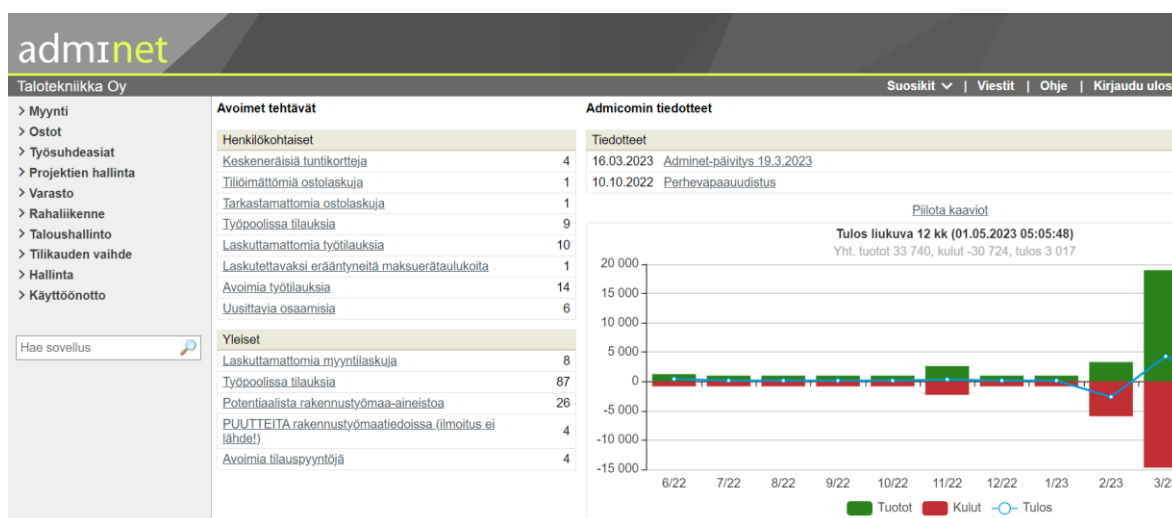 admɪnet
Talotekniikka Oy
Suosikit | Viestit | Ohje | Kirjaudu ulos
> Myynti
> Ostot
> Työsuhdeasiat
> Projektien hallinta
> Varasto
> Rahaliikenne
> Taloushallinto
> Tilikauden vaihde
> Hallinta
> Käyttöönotto
Hae sovellus
Avoimet tehtävät
Henkilökohtaiset
Keskeneräisiä tuntikortteja 4
Tiliöimättömiä ostolaskuja 1
Tarkastamattomia ostolaskuja 1
Työpoolissa tilauksia 9
Laskuttamattomia työtilauksia 10
Laskutettavaksi erääntyneitä maksuerätaulukoita 1
Avoimia työtilauksia 14
Uusittavia osaamisia 6
Yleiset
Laskuttamattomia myyntilaskuja 8
Työpoolissa tilauksia 87
Potentiaalista rakennustyömaa-aineistoa 26
PUUTTEITA rakennustyömaatiedoissa (ilmoitus ei
lähde!) 4
Avoimia tilauspyyntöjä 4
Admicomin tiedotteet
Tiedotteet
16.03.2023 Adminet-päivitys 19.3.2023
10.10.2022 Perhevapaauudistus
Piilota kaaviot
Tulos liukuva 12 kk (01.05.2023 05:05:48)
Yht. tuotot 33 740, kulut -30 724, tulos 3 017
20 000
15 000
10 000
5 000
0
-5 000
-10 000
-15 000
6/22 7/22 8/22 9/22 10/22 11/22 12/22 1/23 2/23 3/23
Tuotot Kulut Tulos